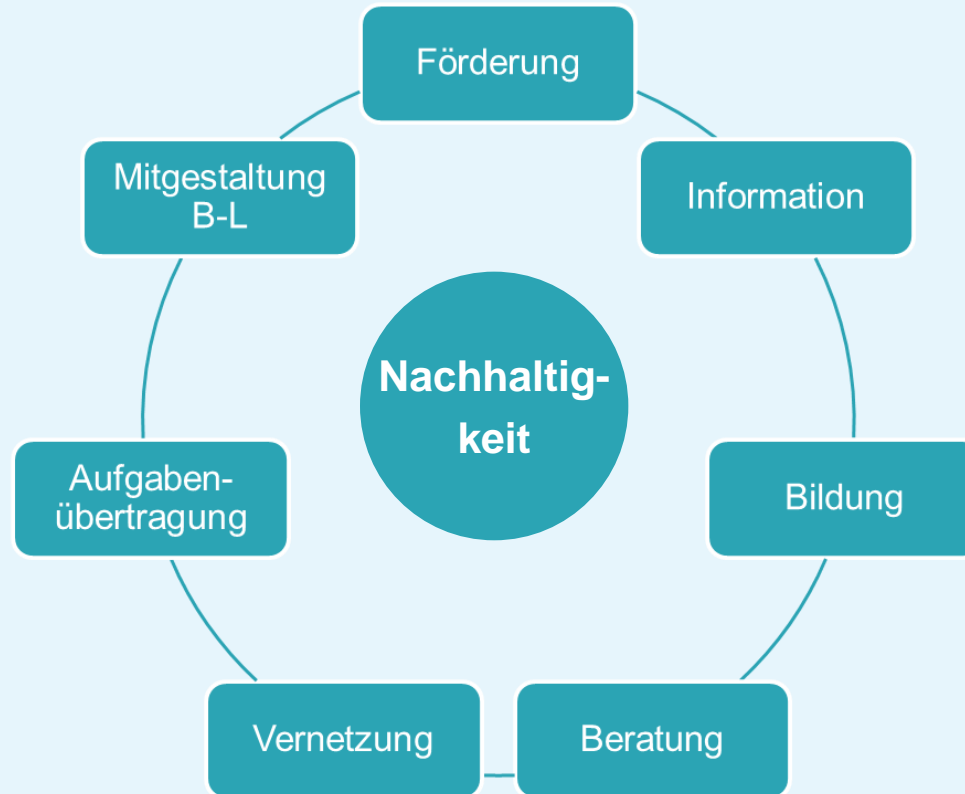 Förderung
Mitgestaltung
B-L
Information
Nachhaltig-
keit
Aufgaben-
übertragung
Bildung
Vernetzung
Beratung